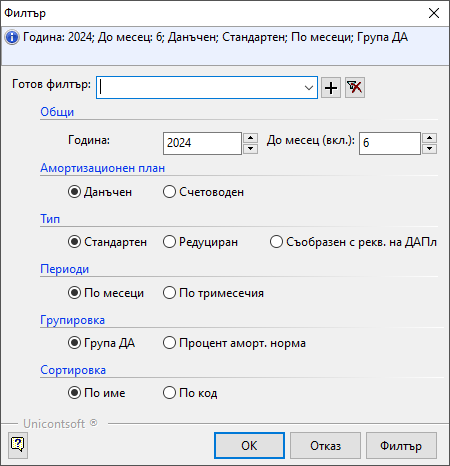 Филтър
Година: 2024; До месец: 6; Данъчен; Стандартен; По месеци; Група ДА
Готов филтър:
Общи
Година: 2024 До месец (вкл.): 6
Амортизационен план
Данъчен Счетоводен
Тип
Стандартен Редуциран Съобразен с рекв. на ДАПл
Периоди
По месеци По тримесечия
Групировка
Група ДА Процент аморт. норма
Сортировка
По име По код
Unicontsoft ®
ОК Отказ Филтър